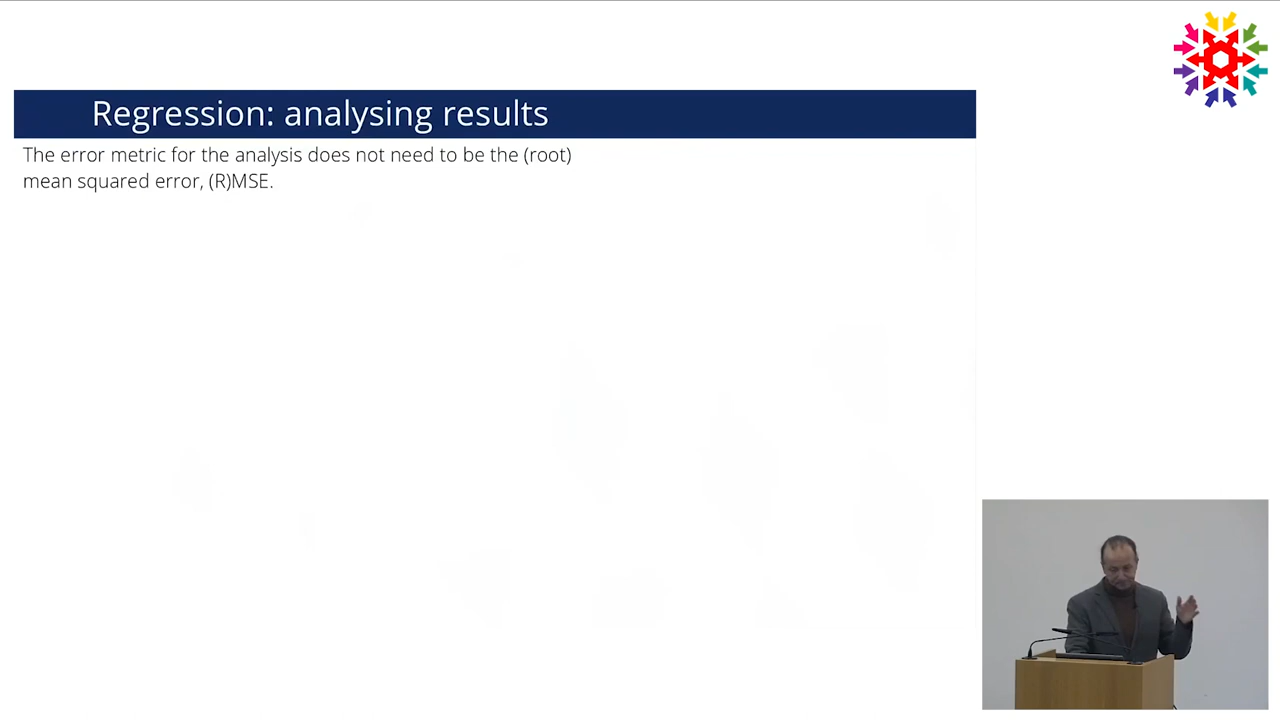 Regression: analysing results
The error metric for the analysis does not need to be the (root)
mean squared error, (R)MSE.